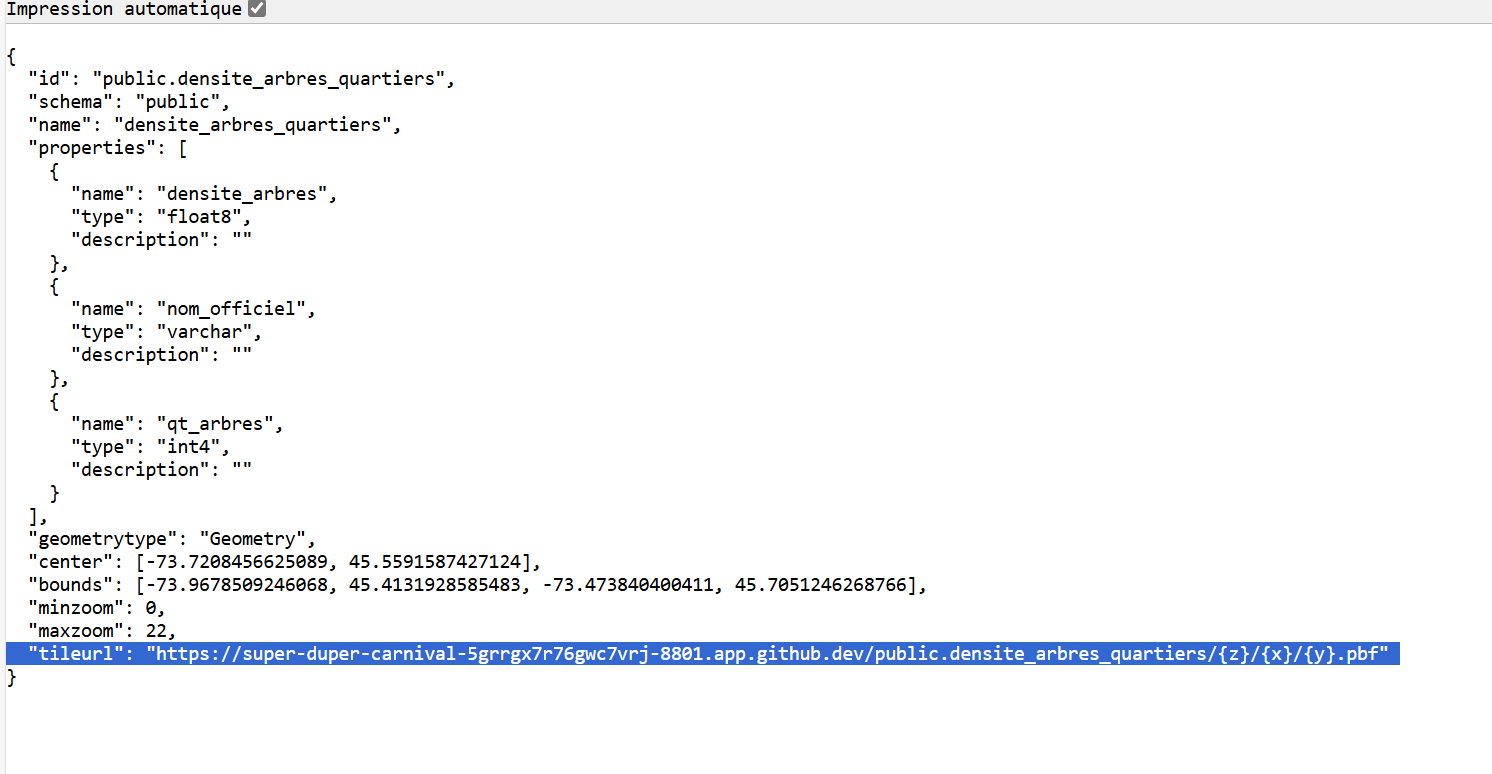 Impression automatique
{
  "id": "public.densite_arbres_quartiers",
  "schema": "public",
  "name": "densite_arbres_quartiers",
  "properties": [
    {
      "name": "densite_arbres",
      "type": "float8",
      "description": ""
    },
    {
      "name": "nom_officiel",
      "type": "varchar",
      "description": ""
    },
    {
      "name": "qt_arbres",
      "type": "int4",
      "description": ""
    }
  ],
  "geometrytype": "Geometry",
  "center": [-73.7208456625089, 45.5591587427124],
  "bounds": [-73.9678509246068, 45.4131928585483, -73.473840400411, 45.7051246268766],
  "minzoom": 0,
  "maxzoom": 22,
  "tileurl": "https://super-duper-carnival-5grrgx7r76gwc7vrj-8801.app.github.dev/public.densite_arbres_quartiers/{z}/{x}/{y}.pbf"
}